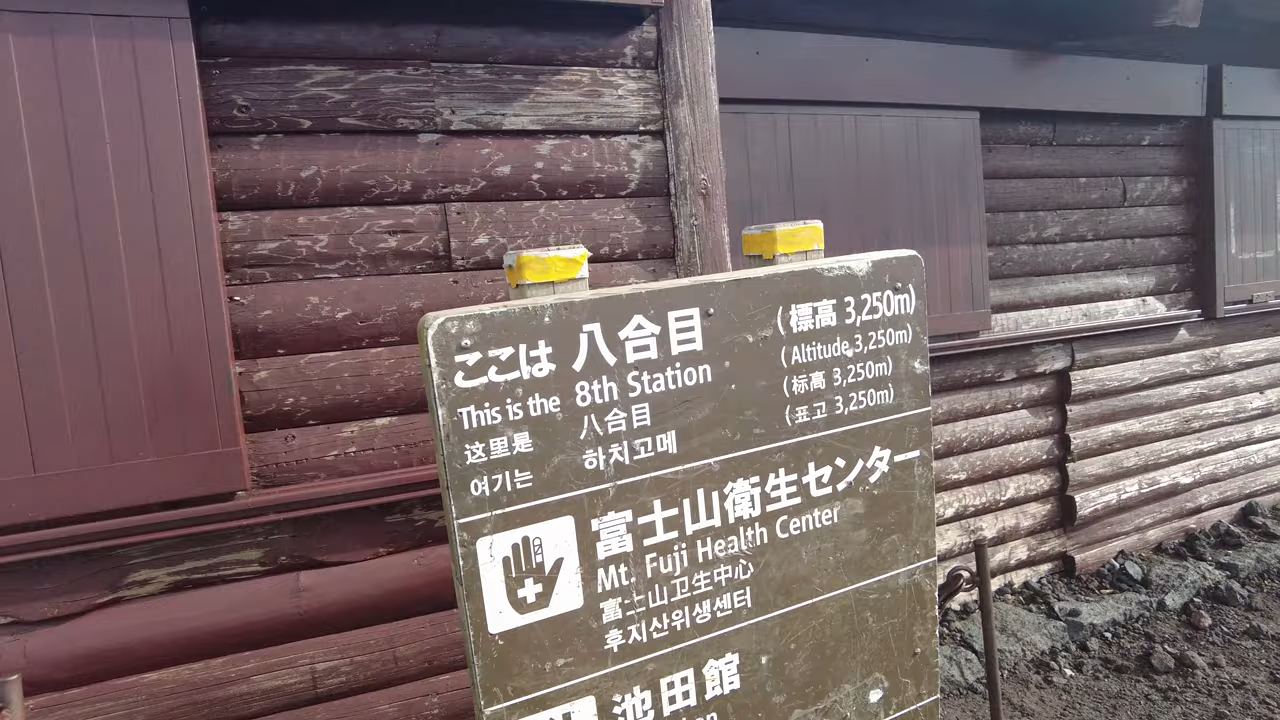 ここは 八合目 (標高 3,250m)
This is the 8th Station (Altitude 3,250m)
这里是 八合目 (标高 3,250m)
여기는 하치고메 (표고 3,250m)
富士山衛生センター
Mt. Fuji Health Center
富士山卫生中心
후지산위생센터
池田館